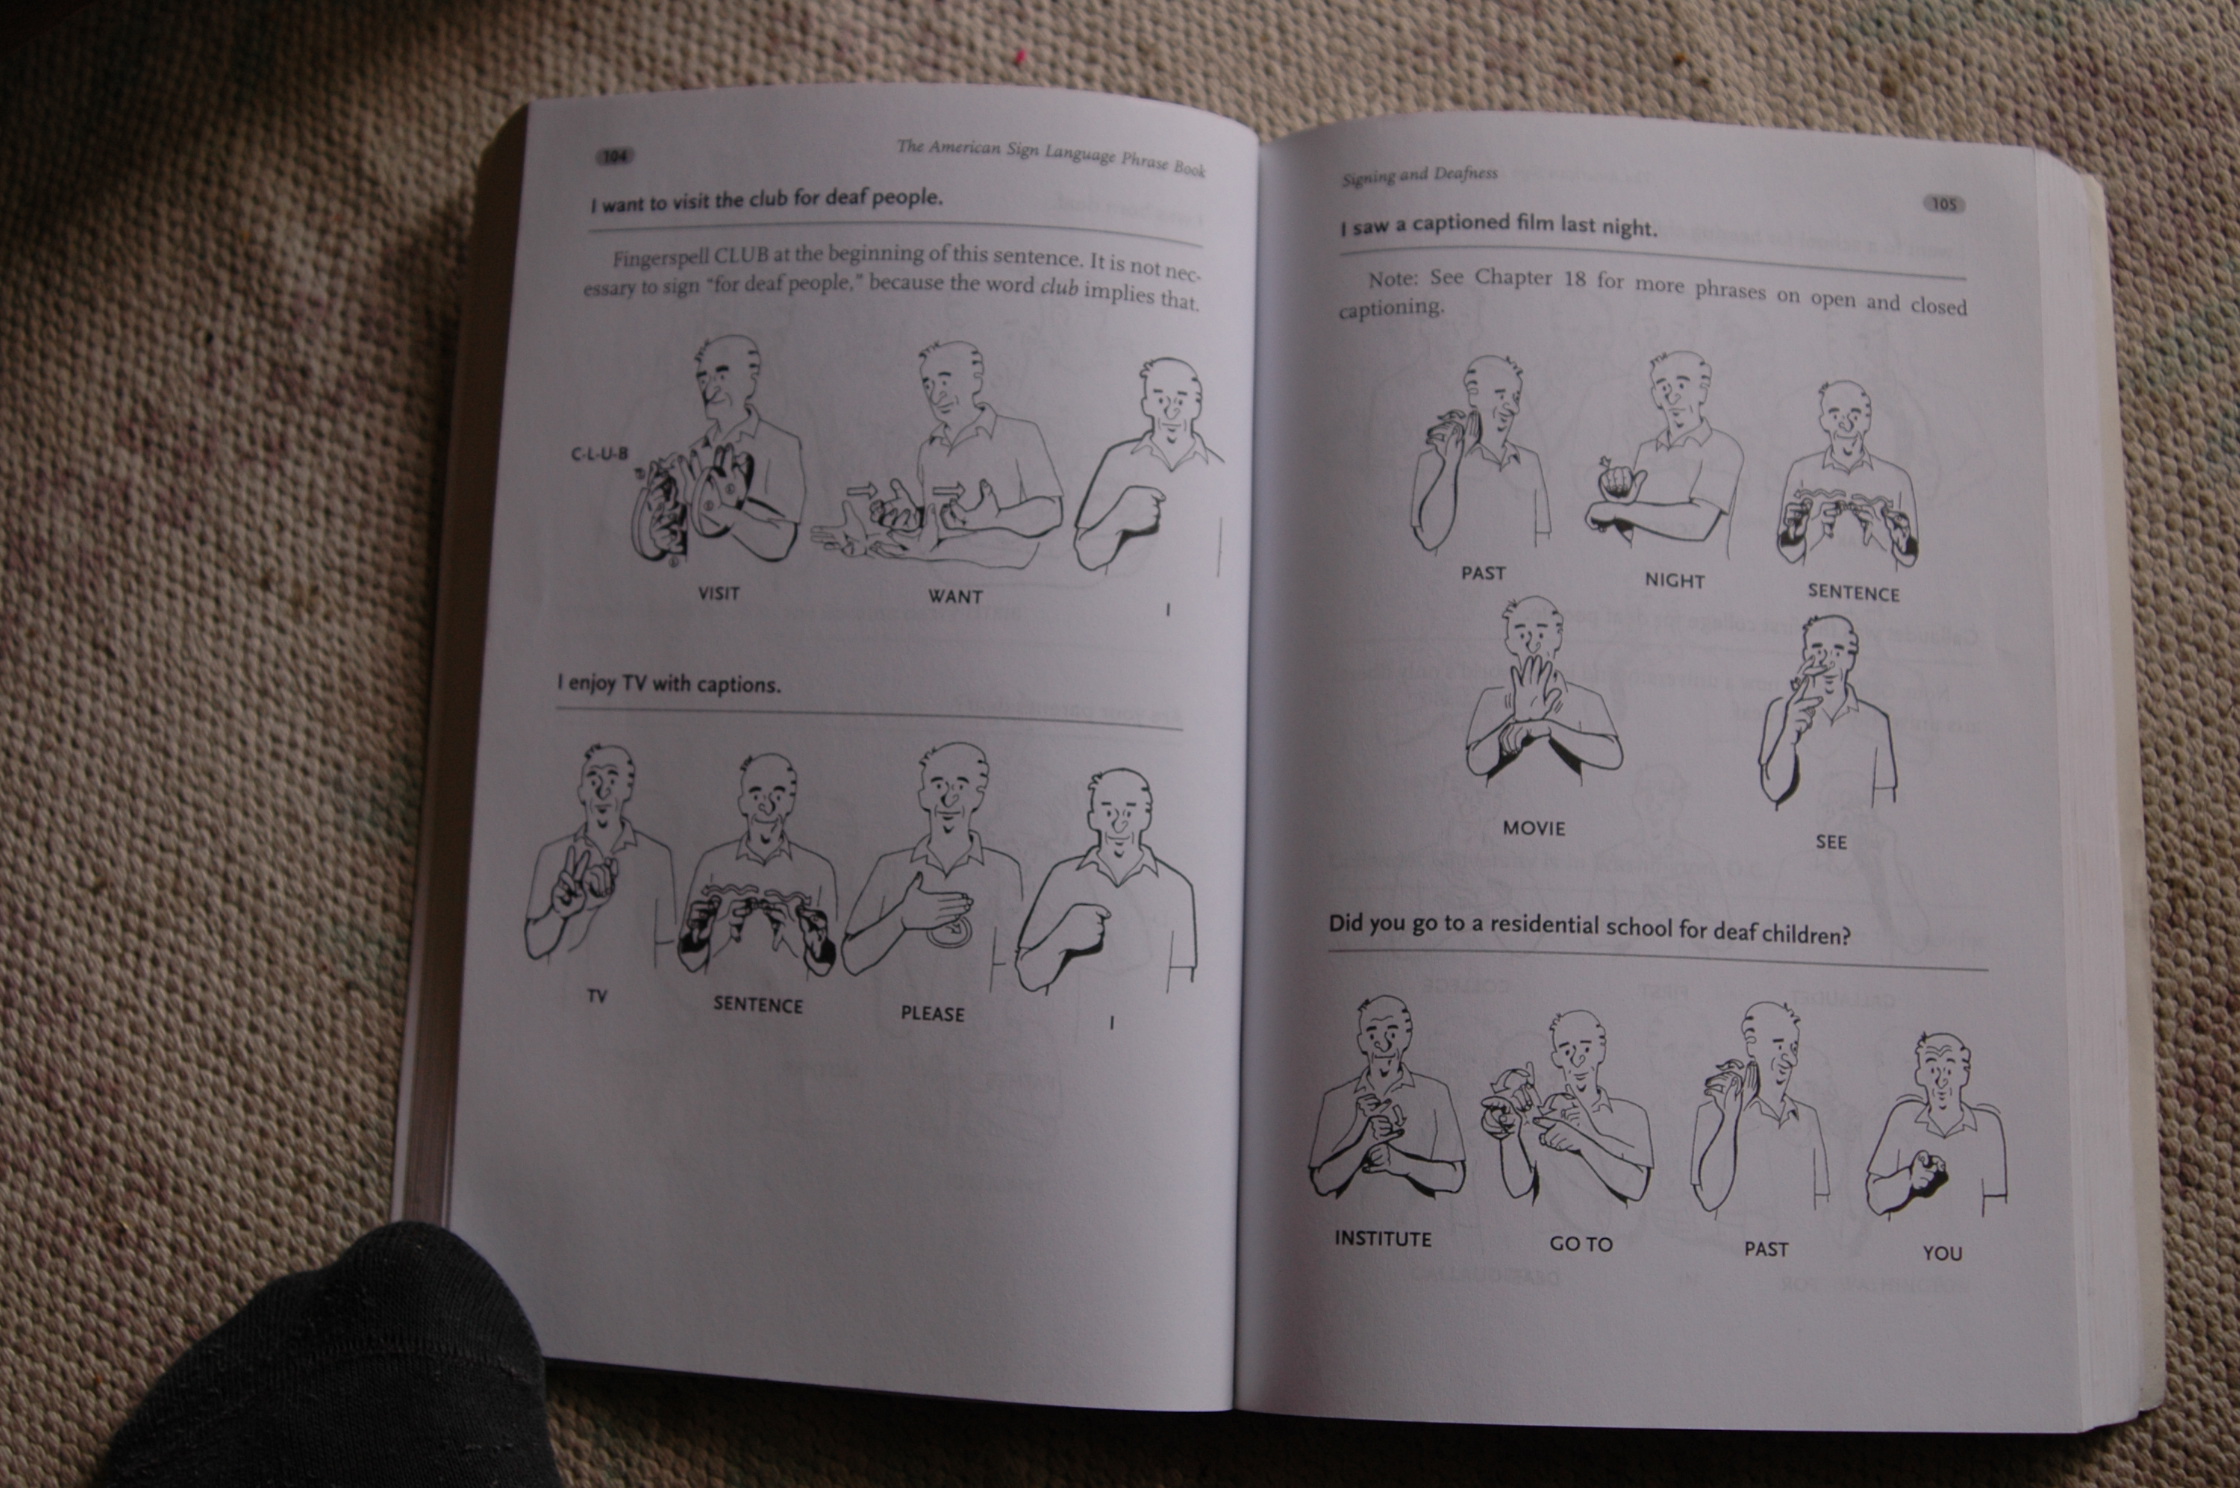 104
The American Sign Language Phrase Book
I want to visit the club for deaf people.
Fingerspell CLUB at the beginning of this sentence. It is not nec-
essary to sign "for deaf people," because the word club implies that.
C-L-U-B
VISIT
WANT
I
I enjoy TV with captions.
TV
SENTENCE
PLEASE
I
Signing and Deafness
105
I saw a captioned film last night.
Note: See Chapter 18 for more phrases on open and closed
captioning.
PAST
NIGHT
SENTENCE
MOVIE
SEE
Did you go to a residential school for deaf children?
INSTITUTE
GO TO
PAST
YOU